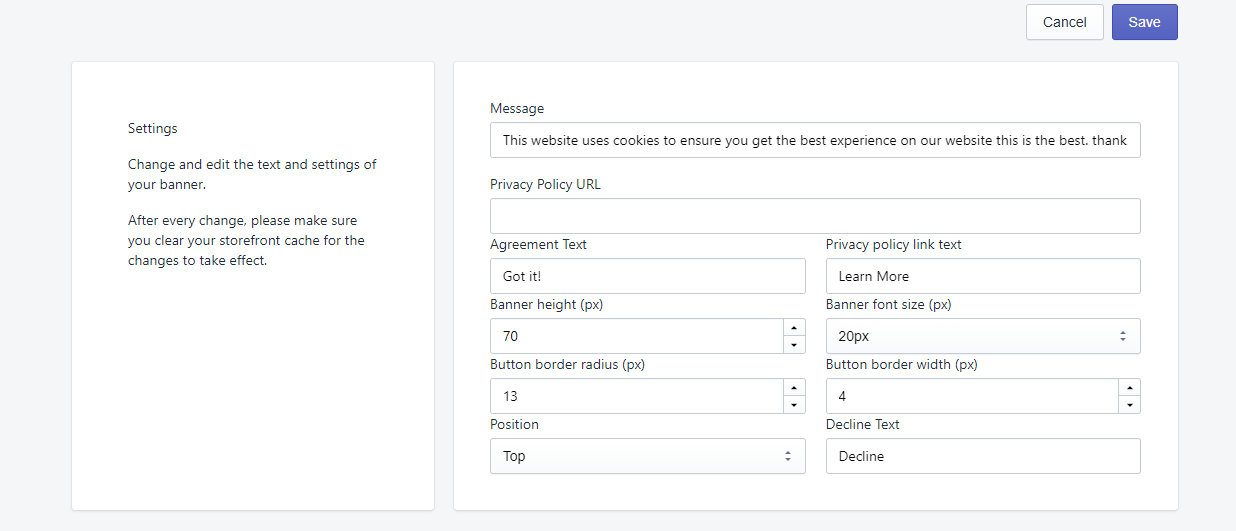 Cancel
Save
Settings
Change and edit the text and settings of
your banner.
After every change, please make sure
you clear your storefront cache for the
changes to take effect.
Message
This website uses cookies to ensure you get the best experience on our website this is the best. thank
Privacy Policy URL
Agreement Text
Privacy policy link text
Got it!
Learn More
Banner height (px)
Banner font size (px)
70
20px
Button border radius (px)
Button border width (px)
13
4
Position
Decline Text
Top
Decline